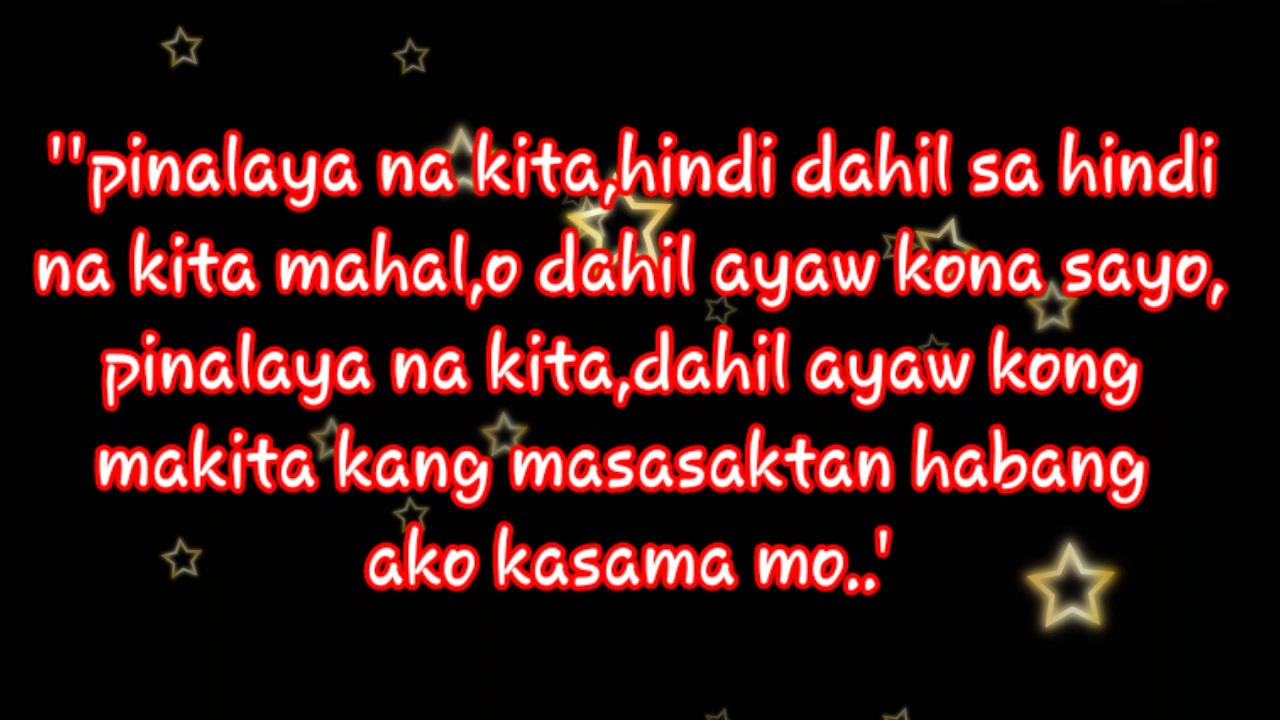 "pinalaya na kita,hindi dahil sa hindi
na kita mahal,o dahil ayaw kona sayo,
pinalaya na kita,dahil ayaw kong
makita kang masasaktan habang
ako kasama mo..'